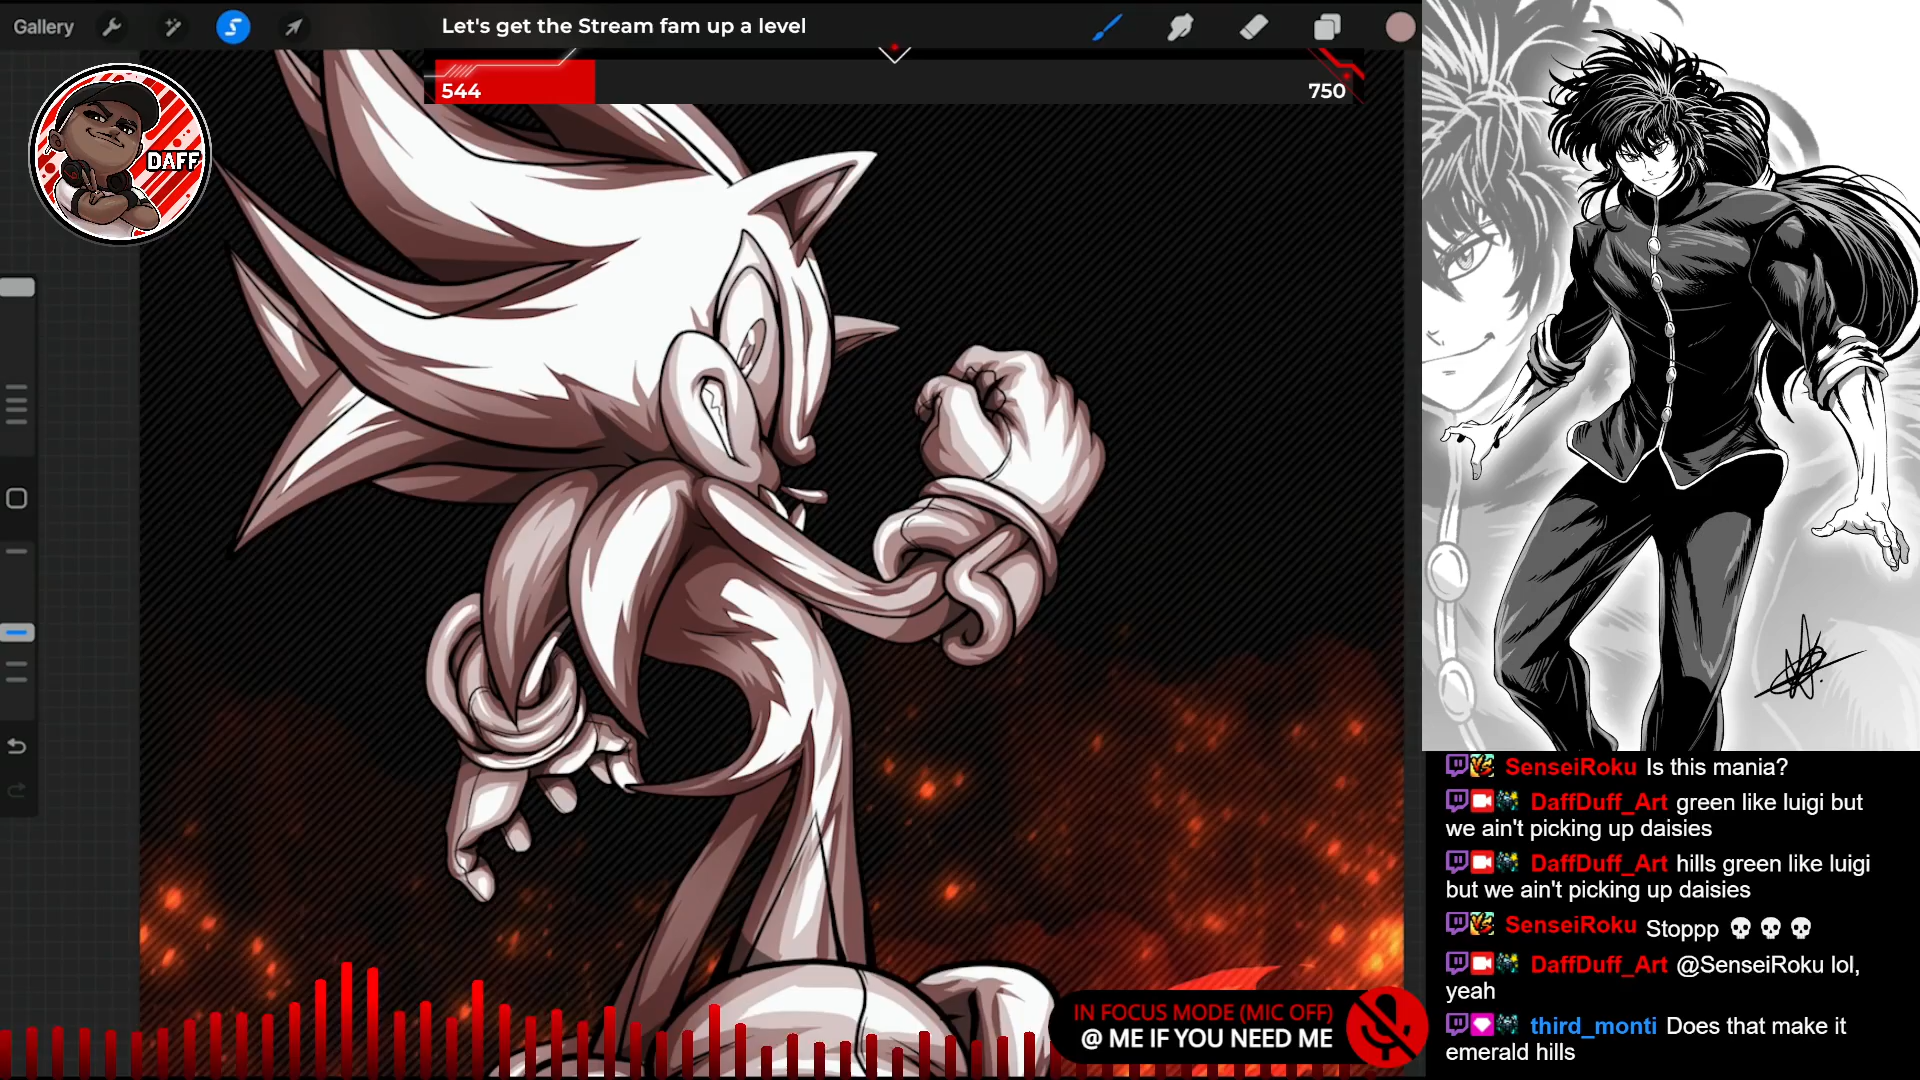 Gallery
Let's get the Stream fam up a level
544
750
DAFF
SenseiRoku Is this mania?
DaffDuff_Art green like luigi but
we ain't picking up daisies
DaffDuff_Art hills green like luigi
but we ain't picking up daisies
SenseiRoku Stoppp 💀 💀 💀
DaffDuff_Art @SenseiRoku lol,
yeah
third_monti Does that make it
emerald hills
IN FOCUS MODE (MIC OFF)
@ ME IF YOU NEED ME